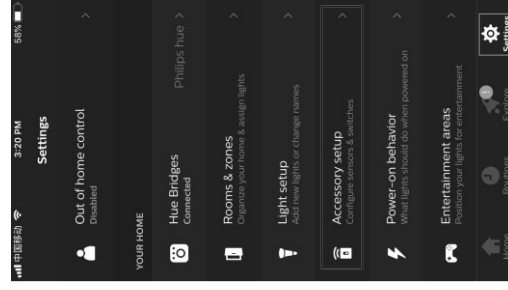 中国移动 3:20 PM 58%
Settings
Out of home control
Disabled
YOUR HOME
Hue Bridges
Connected
Philips hue
Rooms & zones
Organize your home & assign lights
Light setup
Add new lights or change names
Accessory setup
Configure sensors & switches
Power-on behavior
What lights should do when powered on
Entertainment areas
Position your lights for entertainment
Home Routines Explore Settings